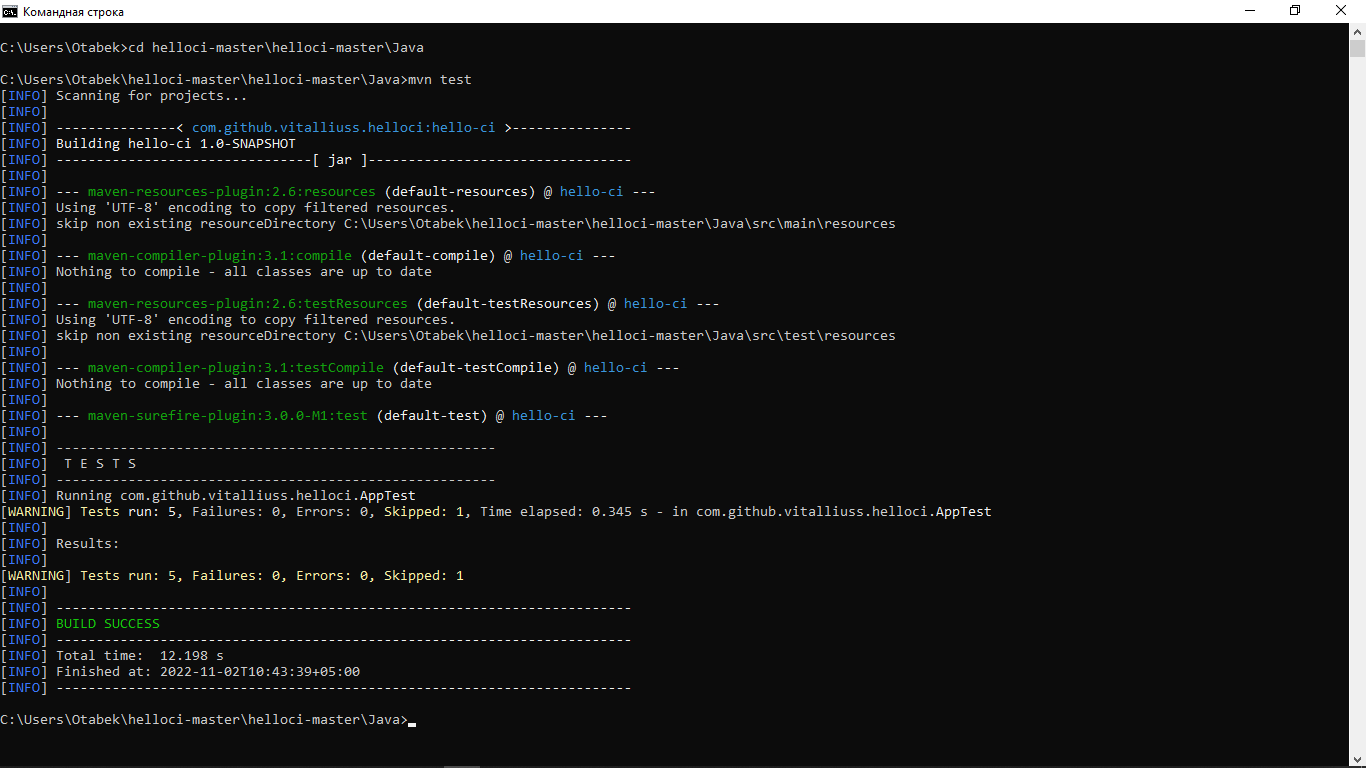 Командная строка
C:\Users\Otabek>cd helloci-master\helloci-master\Java
C:\Users\Otabek\helloci-master\helloci-master\Java>mvn test
[INFO] Scanning for projects...
[INFO]
[INFO] ---------------< com.github.vitalliuss.helloci:hello-ci >---------------
[INFO] Building hello-ci 1.0-SNAPSHOT
[INFO] --------------------------------[ jar ]---------------------------------
[INFO]
[INFO] --- maven-resources-plugin:2.6:resources (default-resources) @ hello-ci ---
[INFO] Using 'UTF-8' encoding to copy filtered resources.
[INFO] skip non existing resourceDirectory C:\Users\Otabek\helloci-master\helloci-master\Java\src\main\resources
[INFO]
[INFO] --- maven-compiler-plugin:3.1:compile (default-compile) @ hello-ci ---
[INFO] Nothing to compile - all classes are up to date
[INFO]
[INFO] --- maven-resources-plugin:2.6:testResources (default-testResources) @ hello-ci ---
[INFO] Using 'UTF-8' encoding to copy filtered resources.
[INFO] skip non existing resourceDirectory C:\Users\Otabek\helloci-master\helloci-master\Java\src\test\resources
[INFO]
[INFO] --- maven-compiler-plugin:3.1:testCompile (default-testCompile) @ hello-ci ---
[INFO] Nothing to compile - all classes are up to date
[INFO]
[INFO] --- maven-surefire-plugin:3.0.0-M1:test (default-test) @ hello-ci ---
[INFO]
[INFO] -------------------------------------------------------
[INFO]  T E S T S
[INFO] -------------------------------------------------------
[INFO] Running com.github.vitalliuss.helloci.AppTest
[WARNING] Tests run: 5, Failures: 0, Errors: 0, Skipped: 1, Time elapsed: 0.345 s - in com.github.vitalliuss.helloci.AppTest
[INFO]
[INFO] Results:
[INFO]
[WARNING] Tests run: 5, Failures: 0, Errors: 0, Skipped: 1
[INFO]
[INFO] ------------------------------------------------------------------------
[INFO] BUILD SUCCESS
[INFO] ------------------------------------------------------------------------
[INFO] Total time:  12.198 s
[INFO] Finished at: 2022-11-02T10:43:39+05:00
[INFO] ------------------------------------------------------------------------
C:\Users\Otabek\helloci-master\helloci-master\Java>